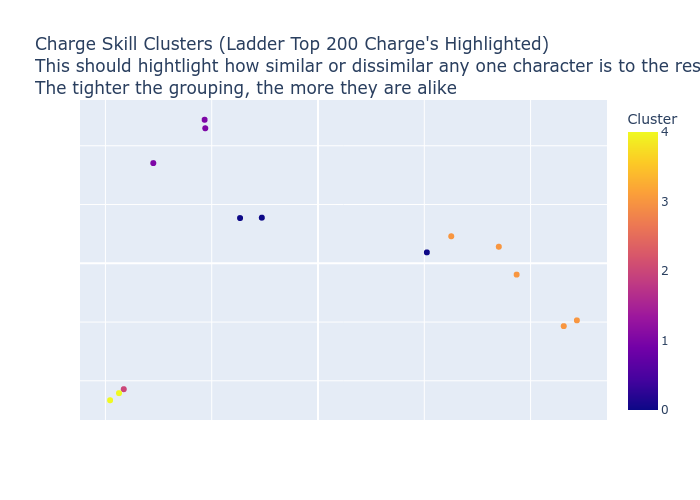 Charge Skill Clusters (Ladder Top 200 Charge's Highlighted)
This should hightlight how similar or dissimilar any one character is to the res
The tighter the grouping, the more they are alike
Cluster
4
3
2
1
0